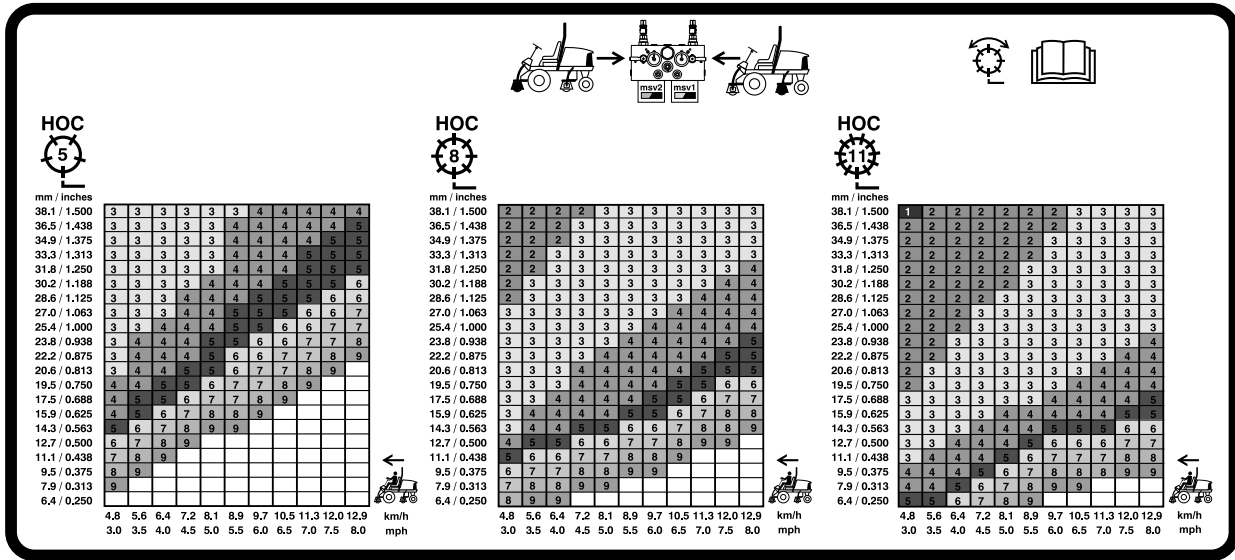 msv2 msv1
HOC
5
mm / inches
38.1 / 1.500 3 3 3 3 3 3 4 4 4 4 4
36.5 / 1.438 3 3 3 3 3 4 4 4 4 4 5
34.9 / 1.375 3 3 3 3 3 4 4 4 4 5 5
33.3 / 1.313 3 3 3 3 3 4 4 4 5 5 5
31.8 / 1.250 3 3 3 3 3 4 4 4 5 5 5
30.2 / 1.188 3 3 3 3 4 4 4 5 5 5 6
28.6 / 1.125 3 3 3 4 4 4 5 5 5 6 6
27.0 / 1.063 3 3 3 4 4 5 5 5 6 6 7
25.4 / 1.000 3 3 4 4 4 5 5 6 6 7 7
23.8 / 0.938 3 4 4 4 5 5 6 6 7 7 8
22.2 / 0.875 3 4 4 4 5 6 6 7 7 8 9
20.6 / 0.813 3 4 4 5 5 6 7 7 8 9
19.5 / 0.750 4 4 5 5 6 7 7 8 9
17.5 / 0.688 4 5 5 6 7 7 8 9
15.9 / 0.625 4 5 6 7 8 8 9
14.3 / 0.563 5 6 7 8 9 9
12.7 / 0.500 6 7 8 9
11.1 / 0.438 7 8 9
9.5 / 0.375 8 9
7.9 / 0.313 9
6.4 / 0.250
4.8 5.6 6.4 7.2 8.1 8.9 9.7 10.5 11.3 12.0 12.9 km/h
3.0 3.5 4.0 4.5 5.0 5.5 6.0 6.5 7.0 7.5 8.0 mph
HOC
8
mm / inches
38.1 / 1.500 2 2 2 2 3 3 3 3 3 3 3
36.5 / 1.438 2 2 2 3 3 3 3 3 3 3 3
34.9 / 1.375 2 2 2 3 3 3 3 3 3 3 3
33.3 / 1.313 2 2 3 3 3 3 3 3 3 3 3
31.8 / 1.250 2 2 3 3 3 3 3 3 3 3 4
30.2 / 1.188 2 3 3 3 3 3 3 3 3 4 4
28.6 / 1.125 2 3 3 3 3 3 3 3 4 4 4
27.0 / 1.063 3 3 3 3 3 3 3 4 4 4 4
25.4 / 1.000 3 3 3 3 3 3 4 4 4 4 4
23.8 / 0.938 3 3 3 3 3 4 4 4 4 4 5
22.2 / 0.875 3 3 3 3 4 4 4 4 4 5 5
20.6 / 0.813 3 3 3 4 4 4 4 4 5 5 5
19.5 / 0.750 3 3 3 4 4 4 4 5 5 6 6
17.5 / 0.688 3 3 4 4 4 4 5 5 6 7 7
15.9 / 0.625 3 4 4 4 4 5 5 6 7 8 8
14.3 / 0.563 3 4 4 5 5 6 6 7 7 8 8
12.7 / 0.500 4 5 5 6 6 7 7 8 9 9
11.1 / 0.438 5 6 6 7 7 8 8 9
9.5 / 0.375 6 7 7 8 8 9 9
7.9 / 0.313 7 8 8 9 9
6.4 / 0.250 8 9 9
4.8 5.6 6.4 7.2 8.1 8.9 9.7 10.5 11.3 12.0 12.9 km/h
3.0 3.5 4.0 4.5 5.0 5.5 6.0 6.5 7.0 7.5 8.0 mph
HOC
11
mm / inches
38.1 / 1.500 1 2 2 2 2 2 2 3 3 3 3
36.5 / 1.438 2 2 2 2 2 2 2 3 3 3 3
34.9 / 1.375 2 2 2 2 2 2 3 3 3 3 3
33.3 / 1.313 2 2 2 2 2 2 3 3 3 3 3
31.8 / 1.250 2 2 2 2 2 3 3 3 3 3 3
30.2 / 1.188 2 2 2 2 2 3 3 3 3 3 3
28.6 / 1.125 2 2 2 2 3 3 3 3 3 3 3
27.0 / 1.063 2 2 2 3 3 3 3 3 3 3 3
25.4 / 1.000 2 2 2 3 3 3 3 3 3 3 3
23.8 / 0.938 2 2 3 3 3 3 3 3 3 3 4
22.2 / 0.875 2 2 3 3 3 3 3 3 3 4 4
20.6 / 0.813 2 3 3 3 3 3 3 3 4 4 4
19.5 / 0.750 2 3 3 3 3 3 3 4 4 4 4
17.5 / 0.688 3 3 3 3 3 3 4 4 4 4 5
15.9 / 0.625 3 3 3 3 4 4 4 4 4 5 5
14.3 / 0.563 3 3 3 4 4 4 5 5 5 6 6
12.7 / 0.500 3 3 4 4 4 5 6 6 6 7 7
11.1 / 0.438 3 4 4 4 5 6 7 7 8 8 8
9.5 / 0.375 4 4 4 5 6 7 8 8 8 9 9
7.9 / 0.313 4 4 5 6 7 8 9 9
6.4 / 0.250 5 5 6 7 8 9
4.8 5.6 6.4 7.2 8.1 8.9 9.7 10.5 11.3 12.0 12.9 km/h
3.0 3.5 4.0 4.5 5.0 5.5 6.0 6.5 7.0 7.5 8.0 mph